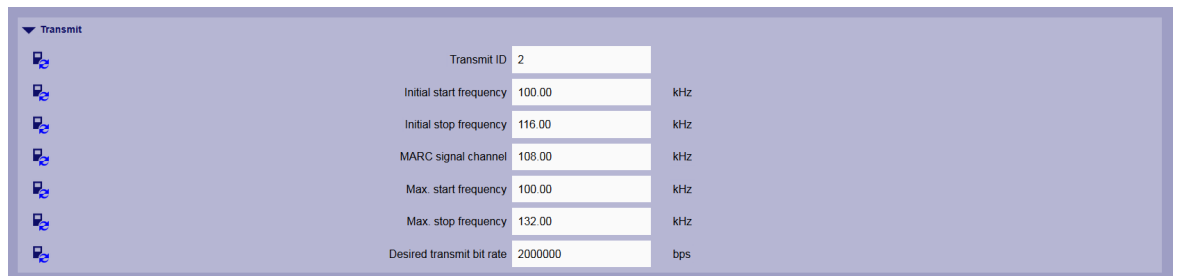 Transmit
Transmit ID 2
Initial start frequency 100.00 kHz
Initial stop frequency 116.00 kHz
MARC signal channel 108.00 kHz
Max. start frequency 100.00 kHz
Max. stop frequency 132.00 kHz
Desired transmit bit rate 2000000 bps